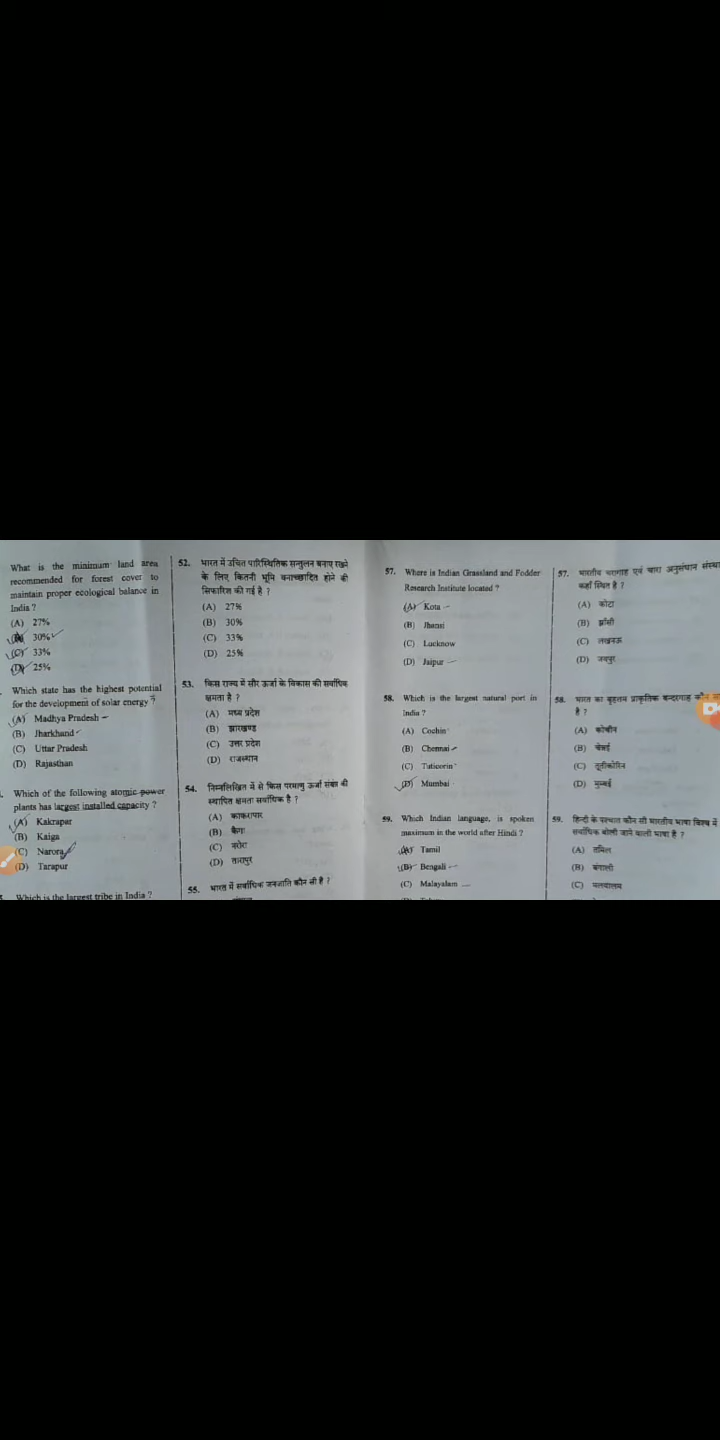 What is the minimum land area
recommended for forest cover to
maintain proper ecological balance in
India ?
(A) 27%
30%
(C) 33%
(D) 25%
Which state has the highest potential
for the development of solar energy ?
(A) Madhya Pradesh
(B) Jharkhand
(C) Uttar Pradesh
(D) Rajasthan
Which of the following atomic power
plants has largest installed capacity ?
(A) Kakrapar
(B) Kaiga
(C) Narora
(D) Tarapur
Which is the largest tribe in India ?
52. भारत में उचित पारिस्थितिक सन्तुलन बनाए रखने
के लिए कितनी भूमि वनाच्छादित होने की
सिफारिश की गई है ?
(A) 27%
(B) 30%
(C) 33%
(D) 25%
53. किस राज्य में सौर ऊर्जा के विकास की सर्वाधिक
क्षमता है ?
(A) मध्य प्रदेश
(B) झारखण्ड
(C) उत्तर प्रदेश
(D) राजस्थान
54. निम्नलिखित में से किस परमाणु ऊर्जा संयंत्र की
स्थापित क्षमता सर्वाधिक है ?
(A) काकरापार
(B) कैगा
(C) नरोरा
(D) तारापुर
55. भारत में सर्वाधिक जनजाति कौन सी है ?
57. Where is Indian Grassland and Fodder
Research Institute located ?
(A) Kota
(B) Jhansi
(C) Lucknow
(D) Jaipur
58. Which is the largest natural port in
India ?
(A) Cochin
(B) Chennai
(C) Tuticorin
(D) Mumbai
59. Which Indian language, is spoken
maximum in the world after Hindi ?
(A) Tamil
(B) Bengali
(C) Malayalam
57. भारतीय चरागाह एवं चारा अनुसंधान
कहाँ स्थित है ?
(A) कोटा
(B) झाँसी
(C) लखनऊ
(D) जयपुर
58. भारत का बृहत्तम प्राकृतिक बन्दरगाह कौन
है ?
(A) कोचीन
(B) चेन्नई
(C) तूतीकोरिन
(D) मुम्बई
59. हिन्दी के पश्चात कौन सी भारतीय भाषा विश्व में
सर्वाधिक बोली जाने वाली भाषा है ?
(A) तमिल
(B) बंगाली
(C) मलयालम